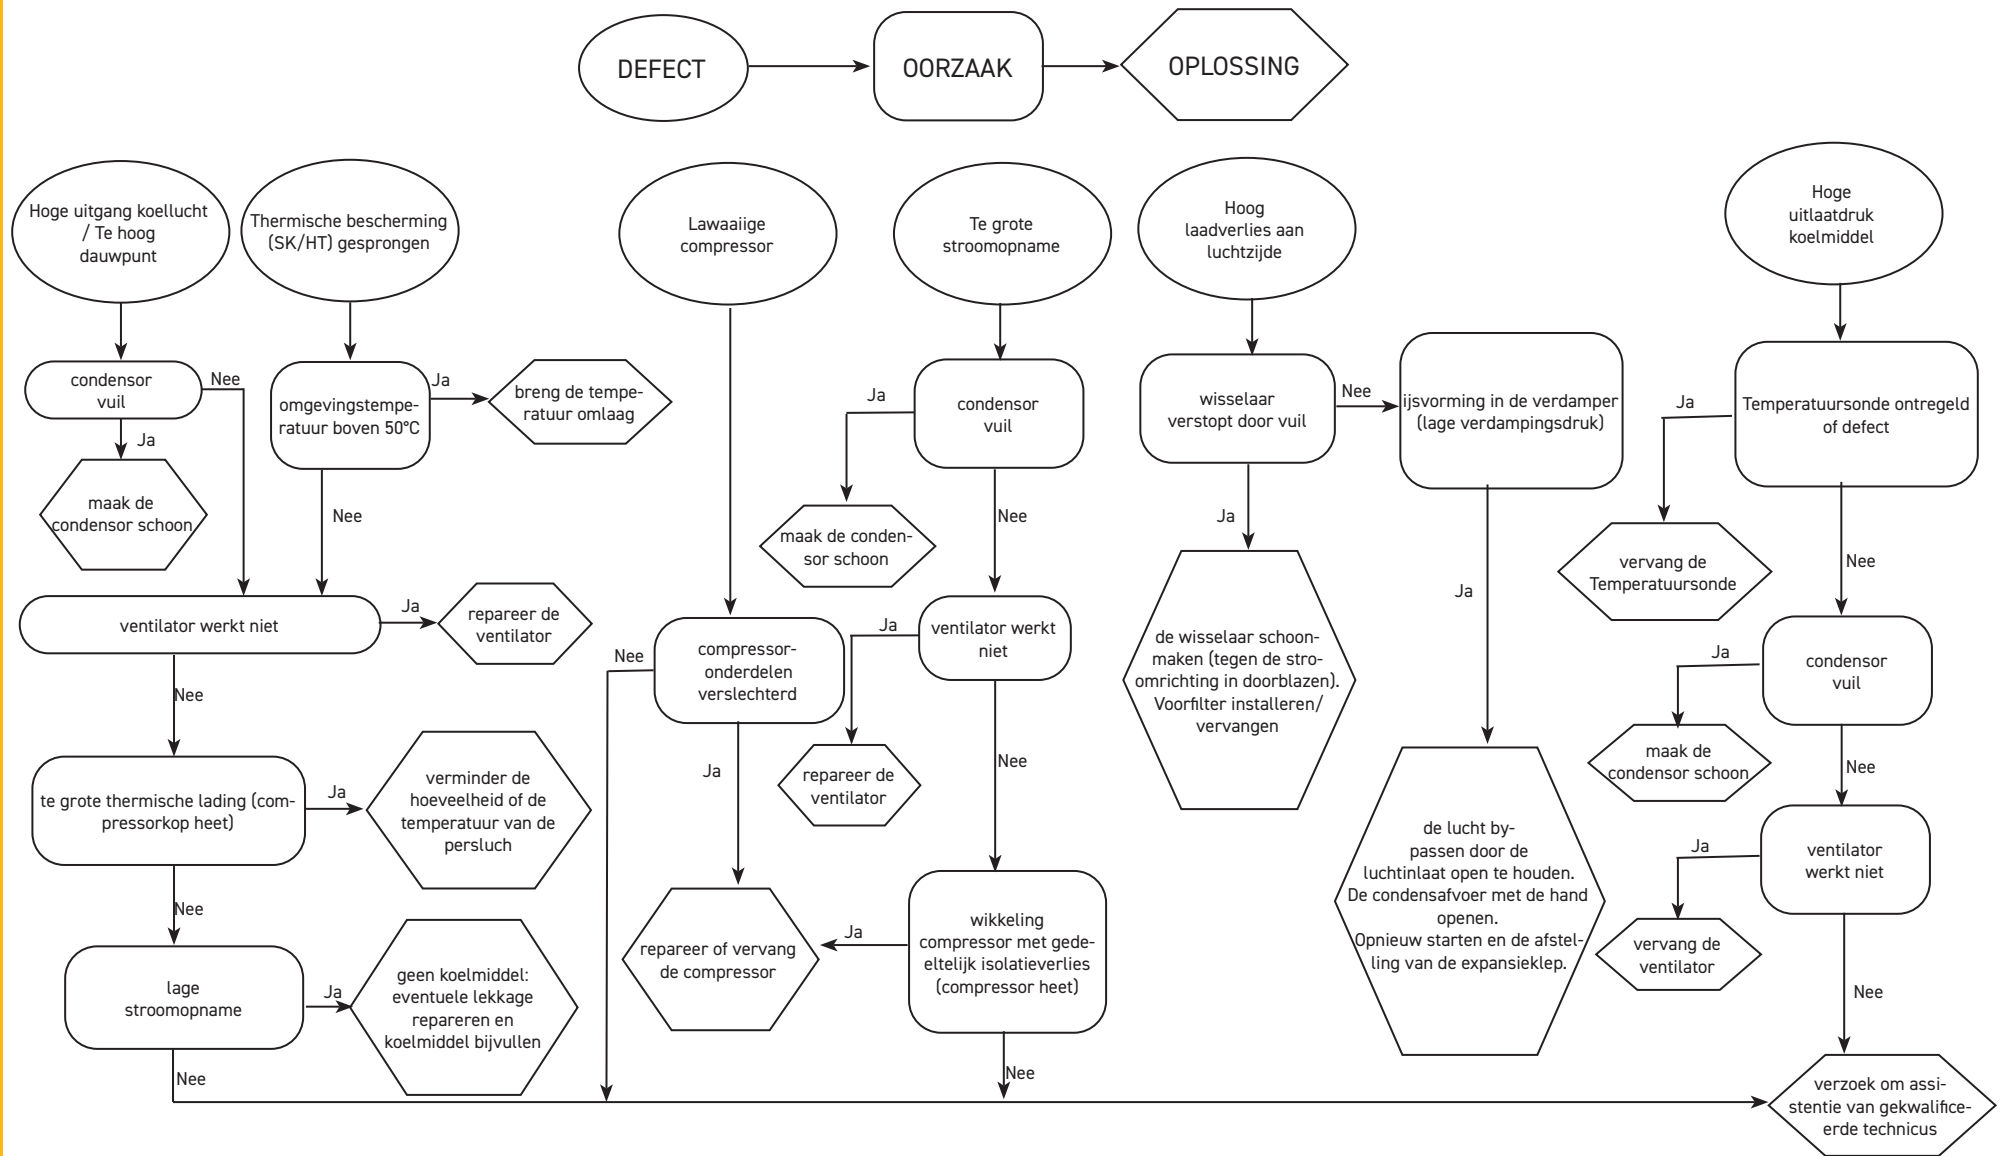 DEFECT
OORZAAK
OPLOSSING
Hoge uitgang koellucht
/ Te hoog
dauwpunt
condensor
vuil
Nee
Ja
maak de
condensor schoon
Thermische bescherming
(SK/HT) gesprongen
omgevingstempe-
ratuur boven 50°C
Ja
breng de tempe-
ratuur omlaag
Nee
ventilator werkt niet
Ja
repareer de
ventilator
Nee
te grote thermische lading (com-
pressorkop heet)
Ja
verminder de
hoeveelheid of de
temperatuur van de
persluch
Nee
lage
stroomopname
Ja
geen koelmiddel:
eventuele lekkage
repareren en
koelmiddel bijvullen
Nee
Lawaaiige
compressor
compressor-
onderdelen
verslechterd
Nee
Ja
repareer of vervang
de compressor
Te grote
stroomopname
condensor
vuil
Ja
maak de conden-
sor schoon
Nee
ventilator werkt
niet
Ja
repareer de
ventilator
Nee
wikkeling
compressor met gede-
eltelijk isolatieverlies
(compressor heet)
Ja
Nee
Hoog
laadverlies aan
luchtzijde
wisselaar
verstopt door vuil
Nee
Ja
de wisselaar schoon-
maken (tegen de stro-
omrichting in doorblazen).
Voorfilter installeren/
vervangen
ijsvorming in de verdamper
(lage verdampingsdruk)
Ja
de lucht by-
passen door de
luchtinlaat open te houden.
De condensafvoer met de hand
openen.
Opnieuw starten en de afstel-
ling van de expansieklep.
Hoge
uitlaatdruk
koelmiddel
Temperatuursonde ontregeld
of defect
Ja
vervang de
Temperatuursonde
Nee
condensor
vuil
Ja
maak de
condensor schoon
Nee
ventilator
werkt niet
Ja
vervang de
ventilator
Nee
verzoek om assi-
stentie van gekwalifice-
erde technicus